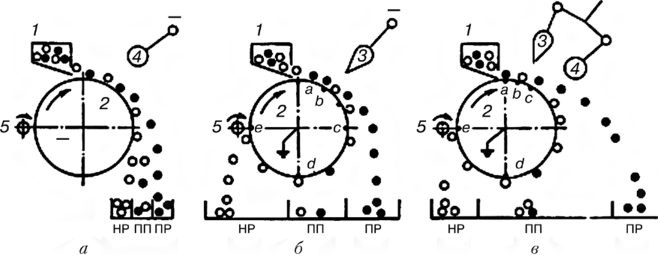 1 4 –
2
5 –
НР ПП ПР
а
1 3 –
a b
2
5 e c
d
НР ПП ПР
б
1 3 4 –
a b c
2
5 e
d
НР ПП ПР
в